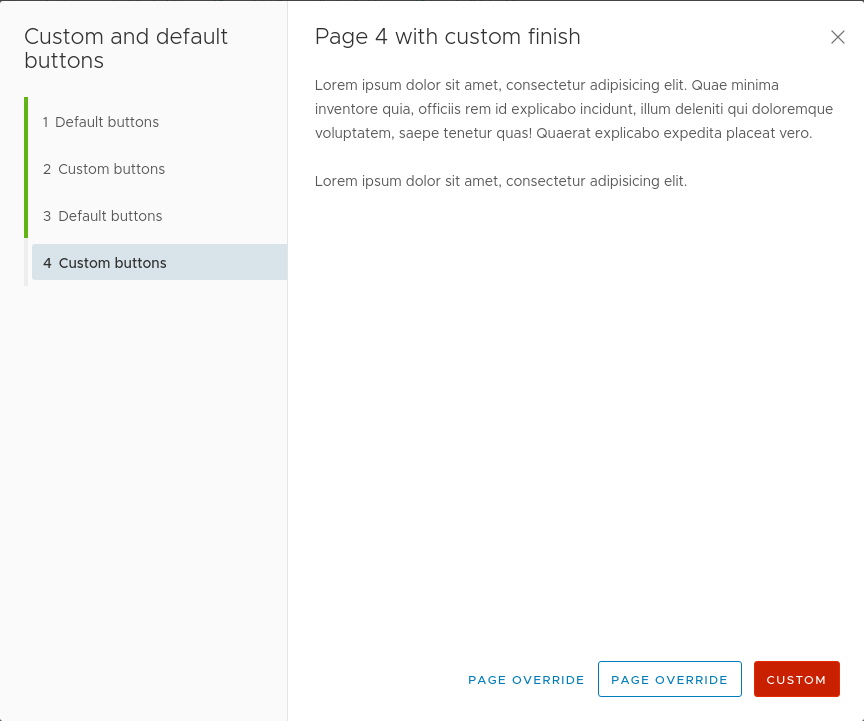 Custom and default
buttons
1 Default buttons
2 Custom buttons
3 Default buttons
4 Custom buttons
Page 4 with custom finish
Lorem ipsum dolor sit amet, consectetur adipisicing elit. Quae minima
inventore quia, officiis rem id explicabo incidunt, illum deleniti qui doloremque
voluptatem, saepe tenetur quas! Quaerat explicabo expedita placeat vero.
Lorem ipsum dolor sit amet, consectetur adipisicing elit.
PAGE OVERRIDE
PAGE OVERRIDE
CUSTOM